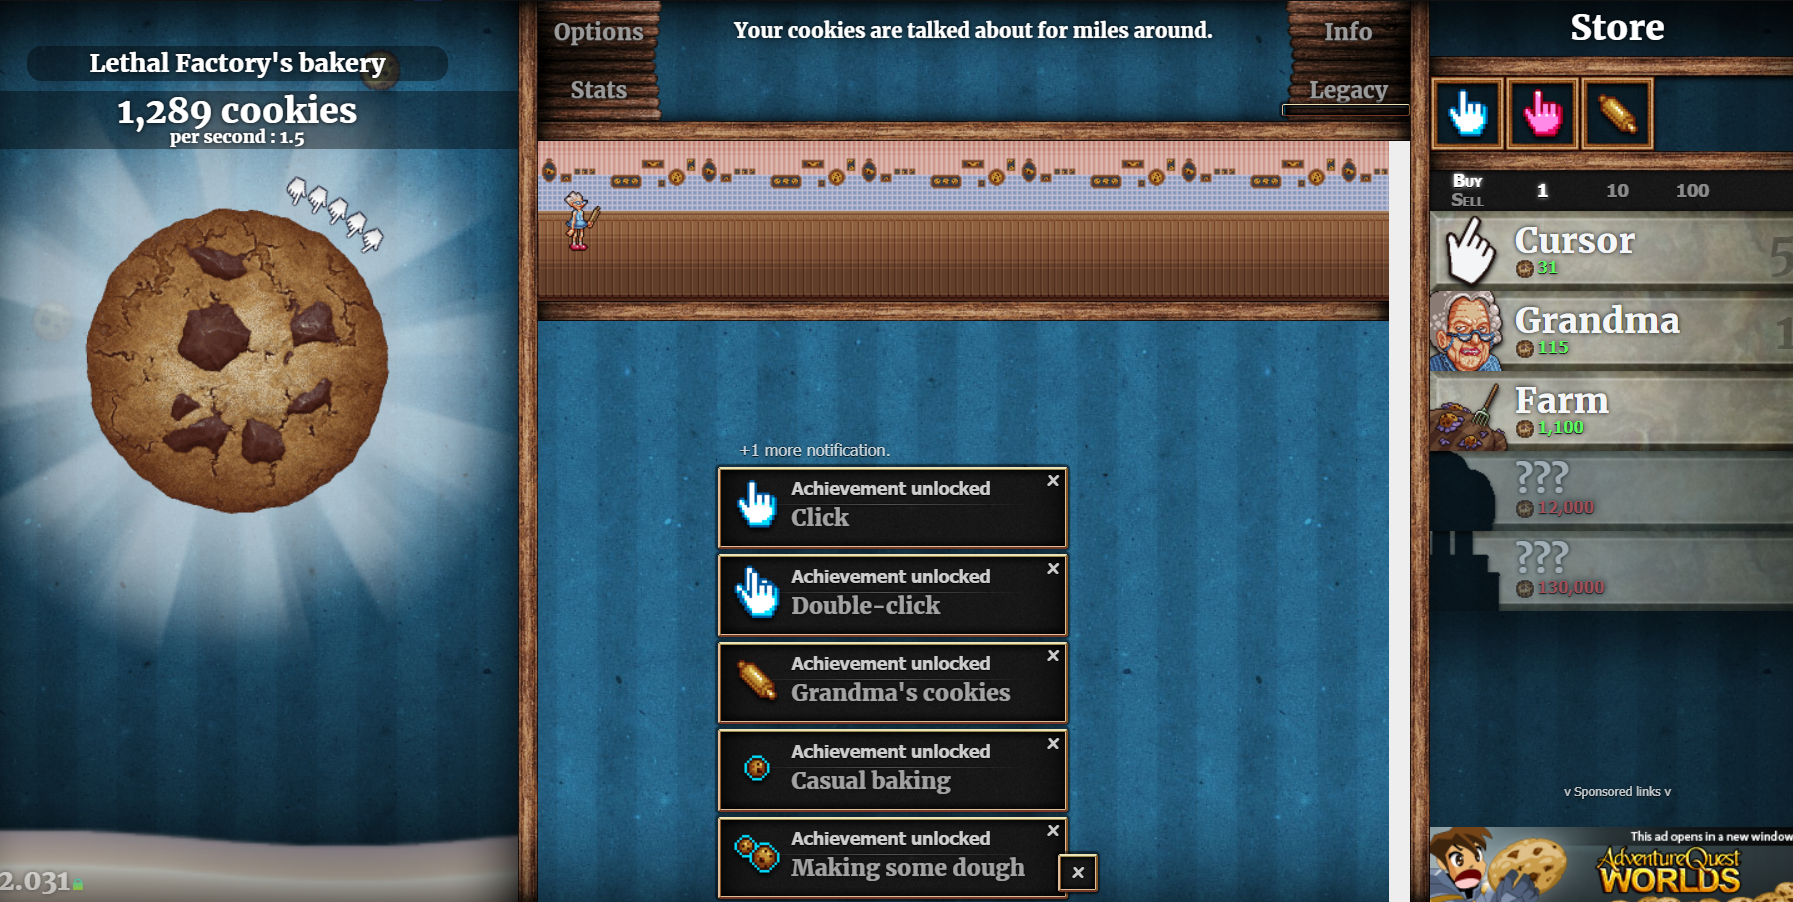 Lethal Factory's bakery
1,289 cookies
per second : 1.5
2.031
Options
Stats
Your cookies are talked about for miles around.
Info
Legacy
+1 more notification.
Achievement unlocked
Click
Achievement unlocked
Double-click
Achievement unlocked
Grandma's cookies
Achievement unlocked
Casual baking
Achievement unlocked
Making some dough
Store
Buy
Sell
1
10
100
Cursor
31
5
Grandma
115
1
Farm
1,100
???
12,000
???
130,000
v Sponsored links v
This ad opens in a new window
AdventureQuest
WORLDS